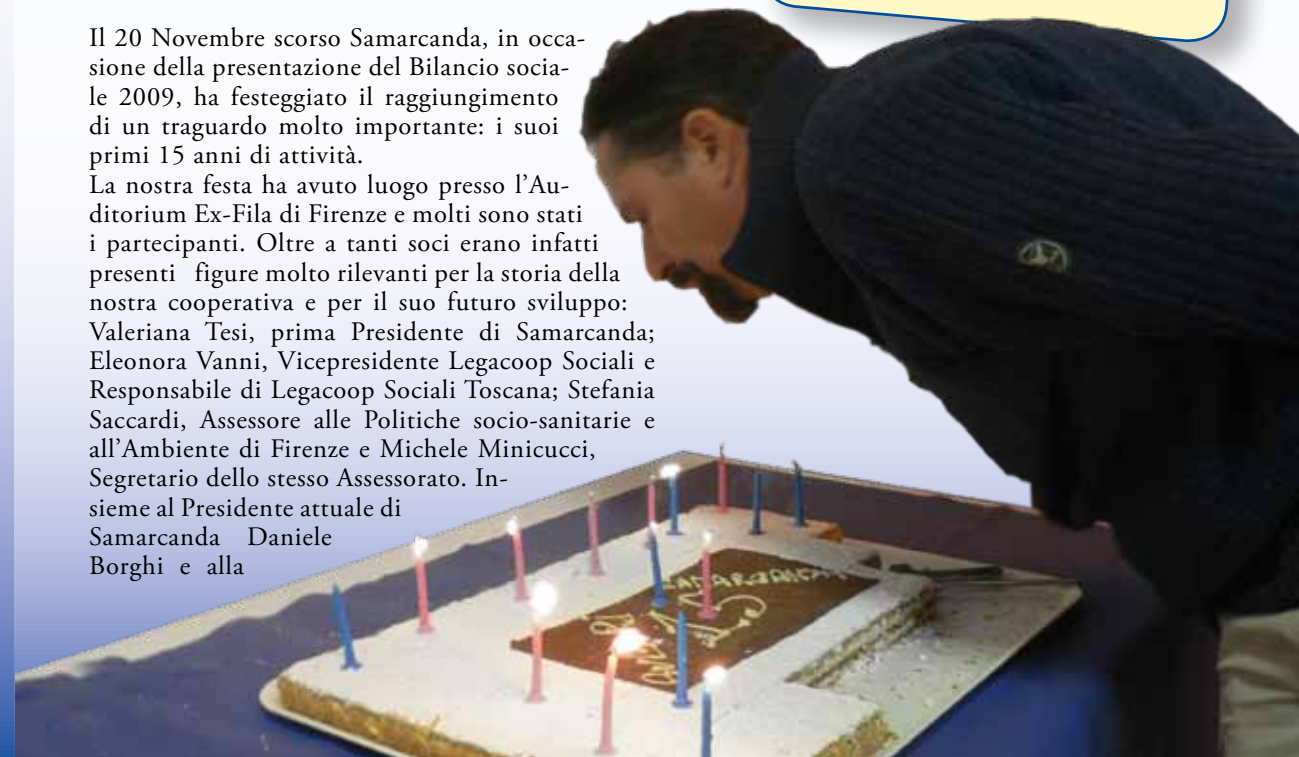 Il 20 Novembre scorso Samarcanda, in occa-
sione della presentazione del Bilancio socia-
le 2009, ha festeggiato il raggiungimento
di un traguardo molto importante: i suoi
primi 15 anni di attività.
La nostra festa ha avuto luogo presso l'Au-
ditorium Ex-Fila di Firenze e molti sono stati
i partecipanti. Oltre a tanti soci erano infatti
presenti figure molto rilevanti per la storia della
nostra cooperativa e per il suo futuro sviluppo:
Valeriana Tesi, prima Presidente di Samarcanda;
Eleonora Vanni, Vicepresidente Legacoop Sociali e
Responsabile di Legacoop Sociali Toscana; Stefania
Saccardi, Assessore alle Politiche socio-sanitarie e
all'Ambiente di Firenze e Michele Minicucci,
Segretario dello stesso Assessorato. In-
sieme al Presidente attuale di
Samarcanda Daniele
Borghi e alla
15